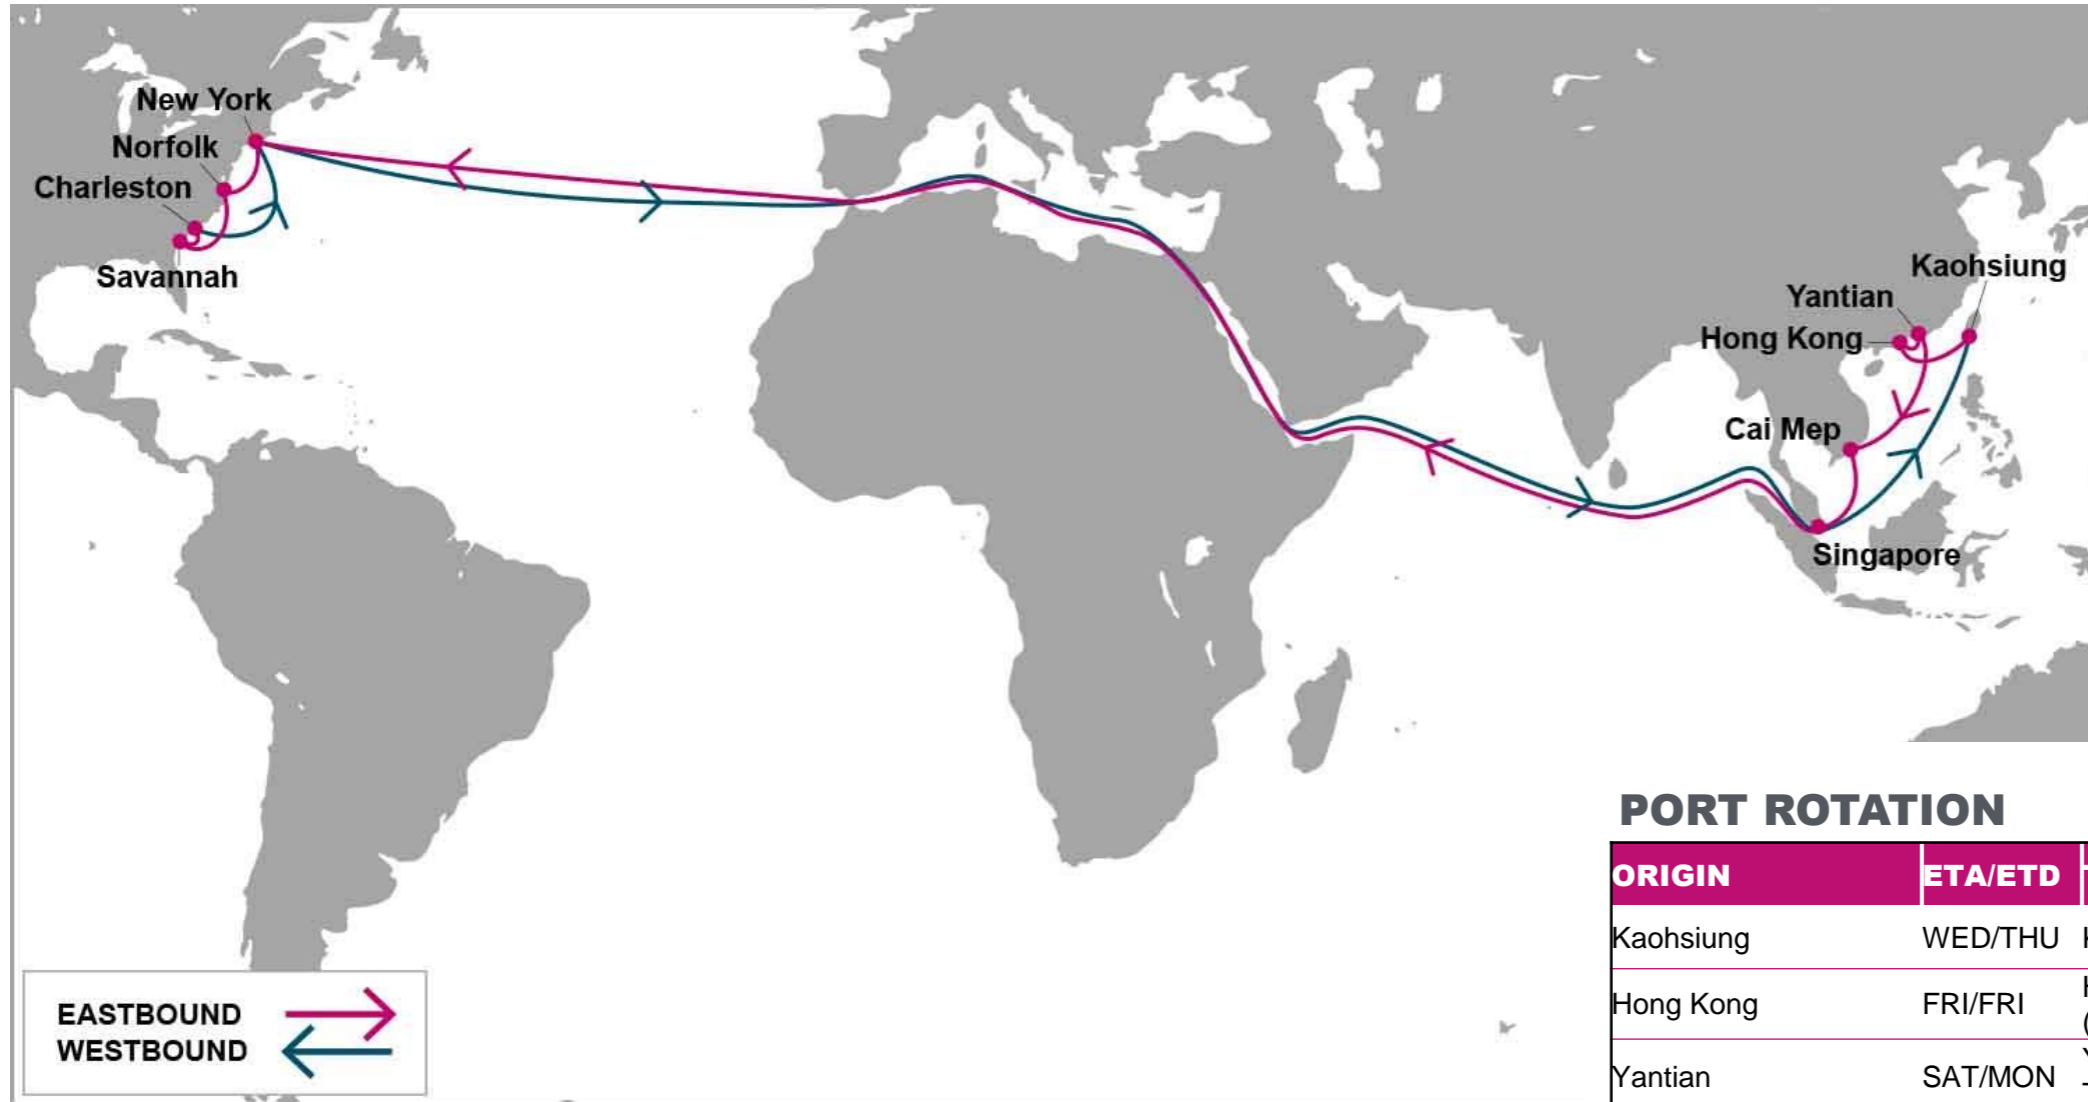 New York
Norfolk
Charleston
Savannah
Kaohsiung
Yantian
Hong Kong
Cai Mep
Singapore
EASTBOUND
WESTBOUND
PORT ROTATION
ORIGIN ETA/ETD
Kaohsiung WED/THU
Hong Kong FRI/FRI
Yantian SAT/MON